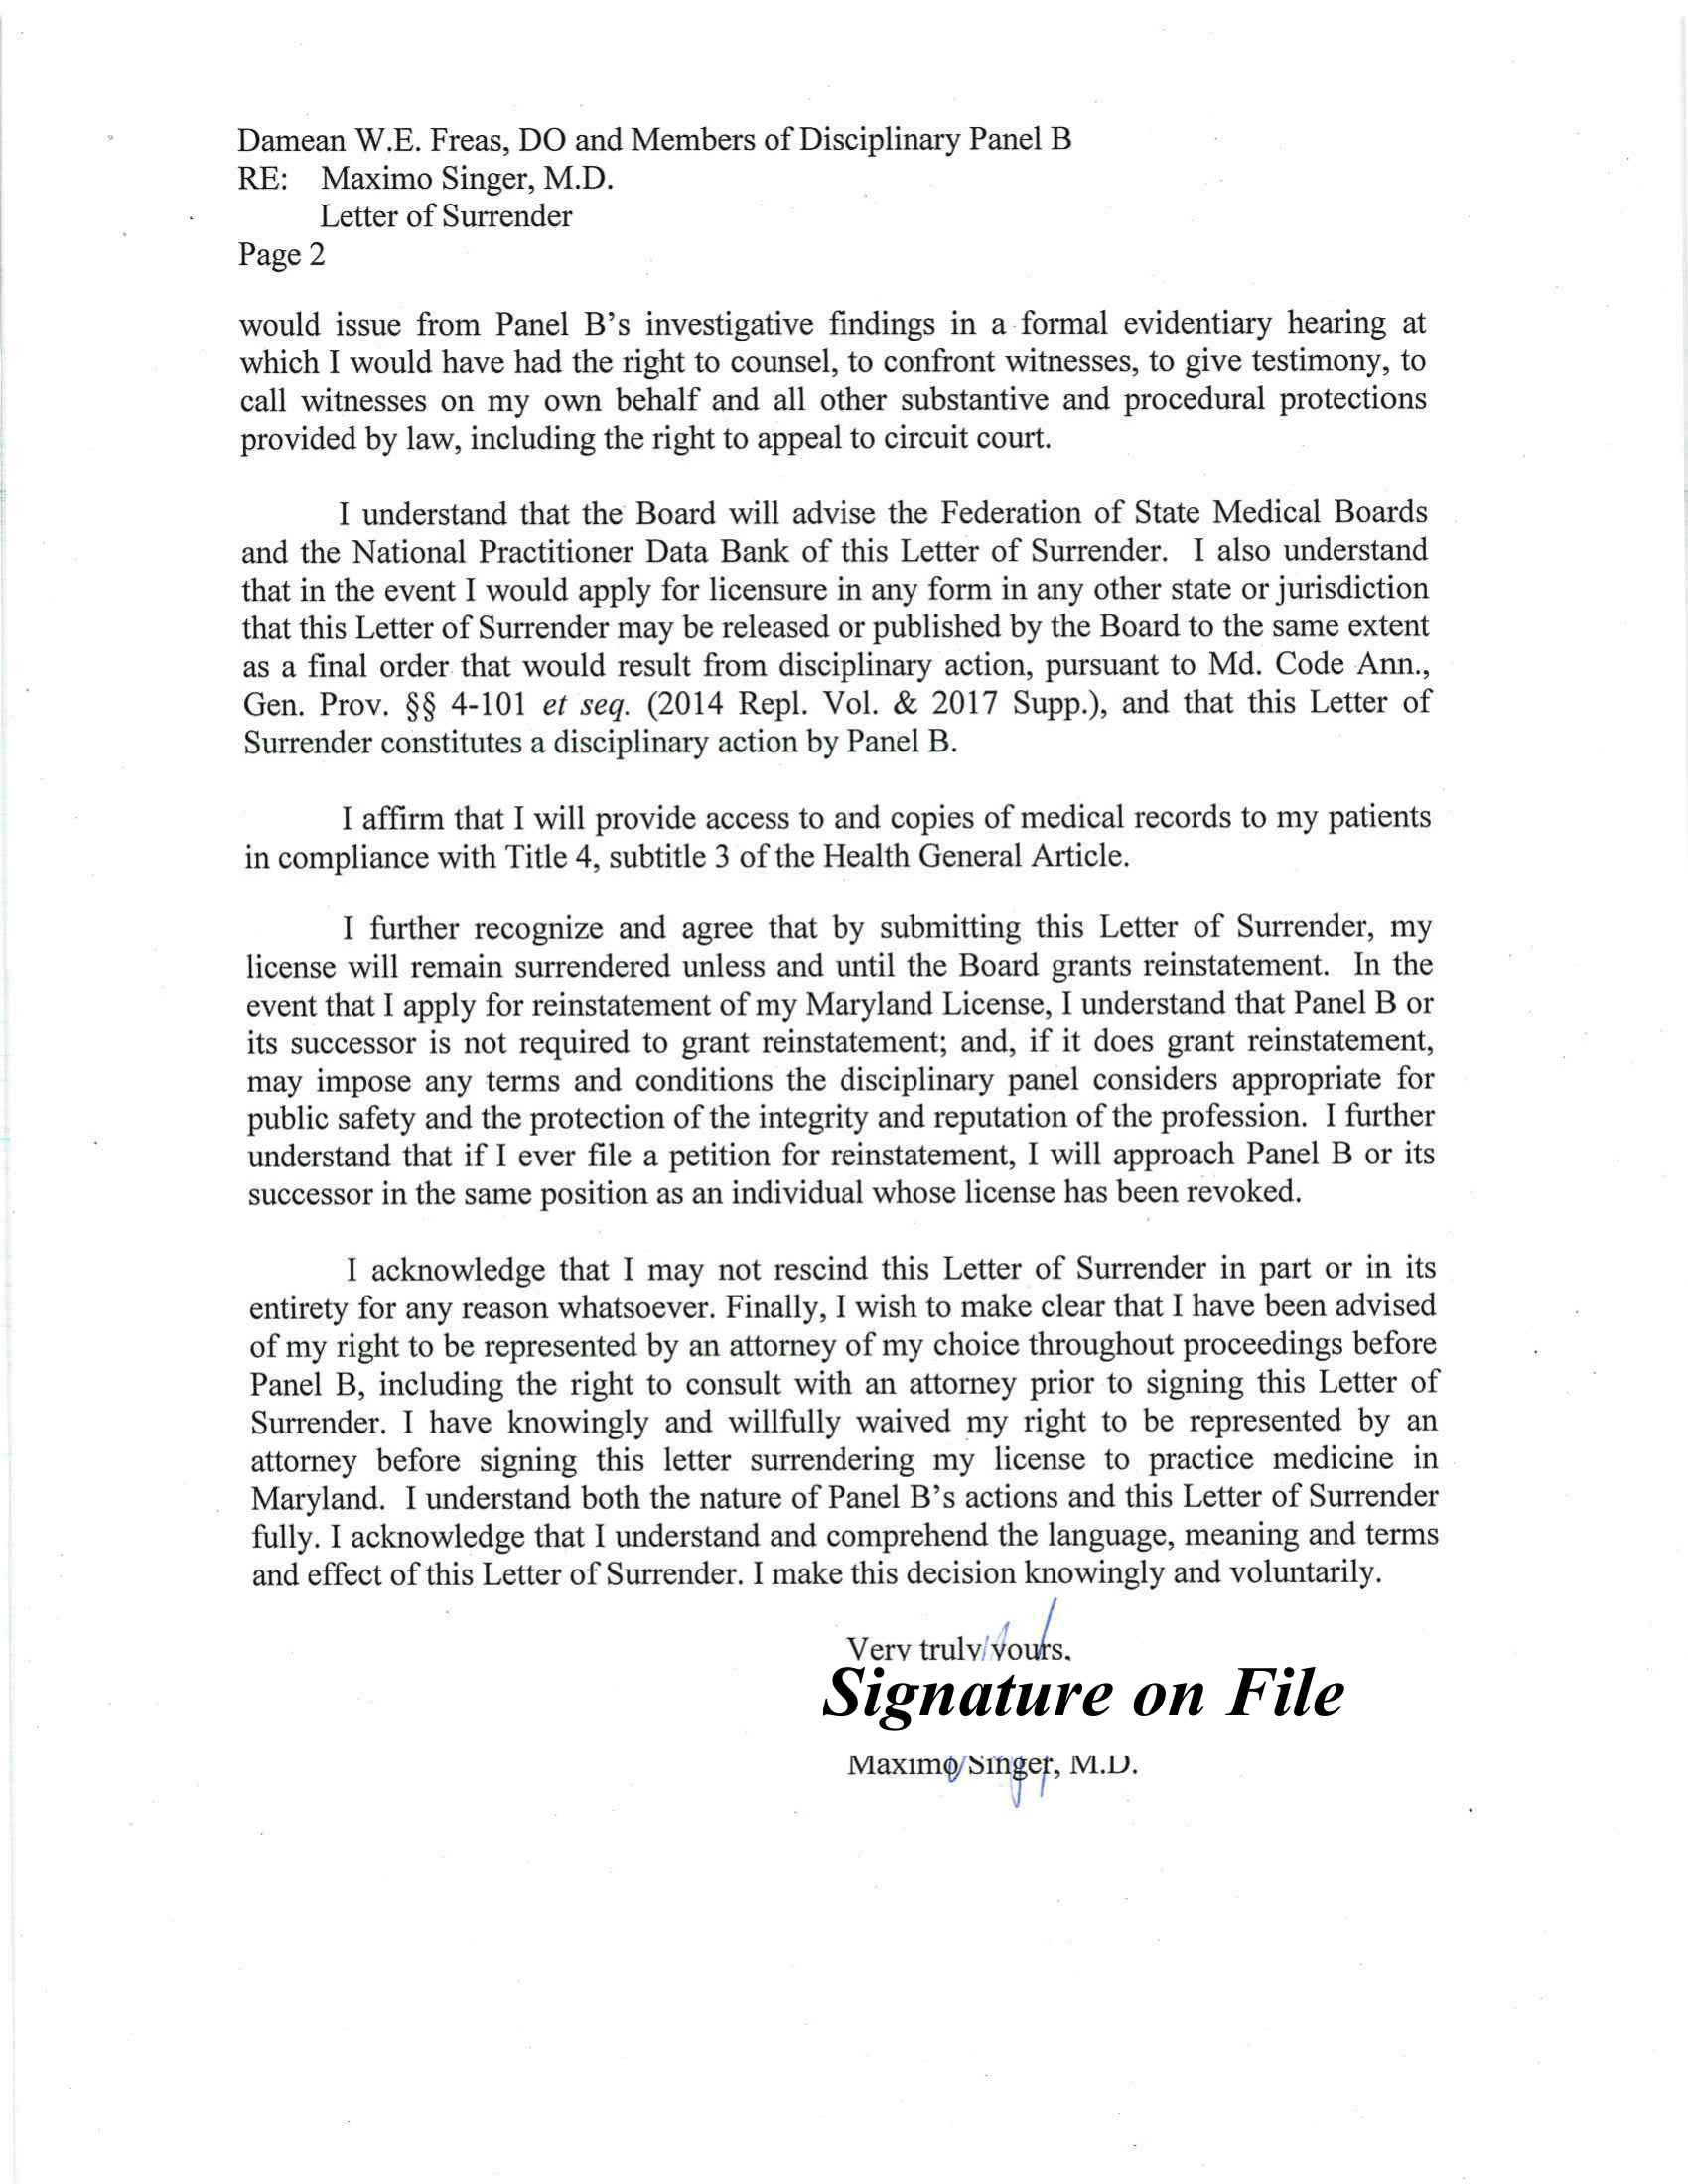 Damean W.E. Freas, DO and Members of Disciplinary Panel B
RE: Maximo Singer, M.D.
Letter of Surrender
Page 2
would issue from Panel B's investigative findings in a formal evidentiary hearing at
which I would have had the right to counsel, to confront witnesses, to give testimony, to
call witnesses on my own behalf and all other substantive and procedural protections
provided by law, including the right to appeal to circuit court.
I understand that the Board will advise the Federation of State Medical Boards
and the National Practitioner Data Bank of this Letter of Surrender. I also understand
that in the event I would apply for licensure in any form in any other state or jurisdiction
that this Letter of Surrender may be released or published by the Board to the same extent
as a final order that would result from disciplinary action, pursuant to Md. Code Ann.,
Gen. Prov. §§ 4-101 et seq. (2014 Repl. Vol. & 2017 Supp.), and that this Letter of
Surrender constitutes a disciplinary action by Panel B.
I affirm that I will provide access to and copies of medical records to my patients
in compliance with Title 4, subtitle 3 of the Health General Article.
I further recognize and agree that by submitting this Letter of Surrender, my
license will remain surrendered unless and until the Board grants reinstatement. In the
event that I apply for reinstatement of my Maryland License, I understand that Panel B or
its successor is not required to grant reinstatement; and, if it does grant reinstatement,
may impose any terms and conditions the disciplinary panel considers appropriate for
public safety and the protection of the integrity and reputation of the profession. I further
understand that if I ever file a petition for reinstatement, I will approach Panel B or its
successor in the same position as an individual whose license has been revoked.
I acknowledge that I may not rescind this Letter of Surrender in part or in its
entirety for any reason whatsoever. Finally, I wish to make clear that I have been advised
of my right to be represented by an attorney of my choice throughout proceedings before
Panel B, including the right to consult with an attorney prior to signing this Letter of
Surrender. I have knowingly and willfully waived my right to be represented by an
attorney before signing this letter surrendering my license to practice medicine in
Maryland. I understand both the nature of Panel B's actions and this Letter of Surrender
fully. I acknowledge that I understand and comprehend the language, meaning and terms
and effect of this Letter of Surrender. I make this decision knowingly and voluntarily.
Very truly yours,
Signature on File
Maximo Singer, M.D.